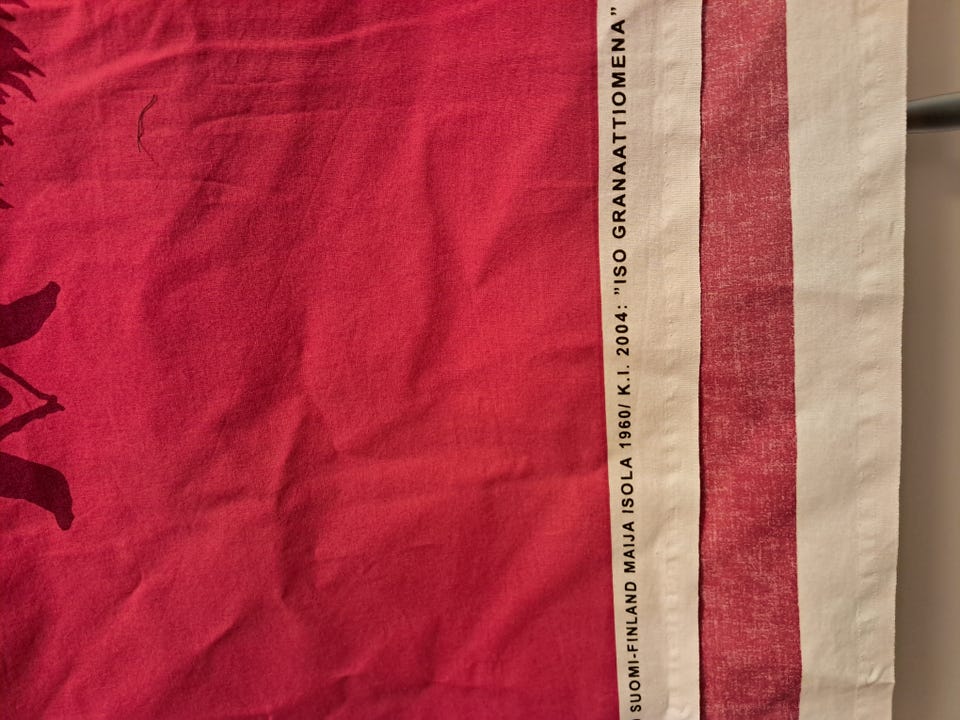 SUOMI-FINLAND MAIJA ISOLA 1960/ K.I. 2004: ”ISO GRANAATTIOMENA”